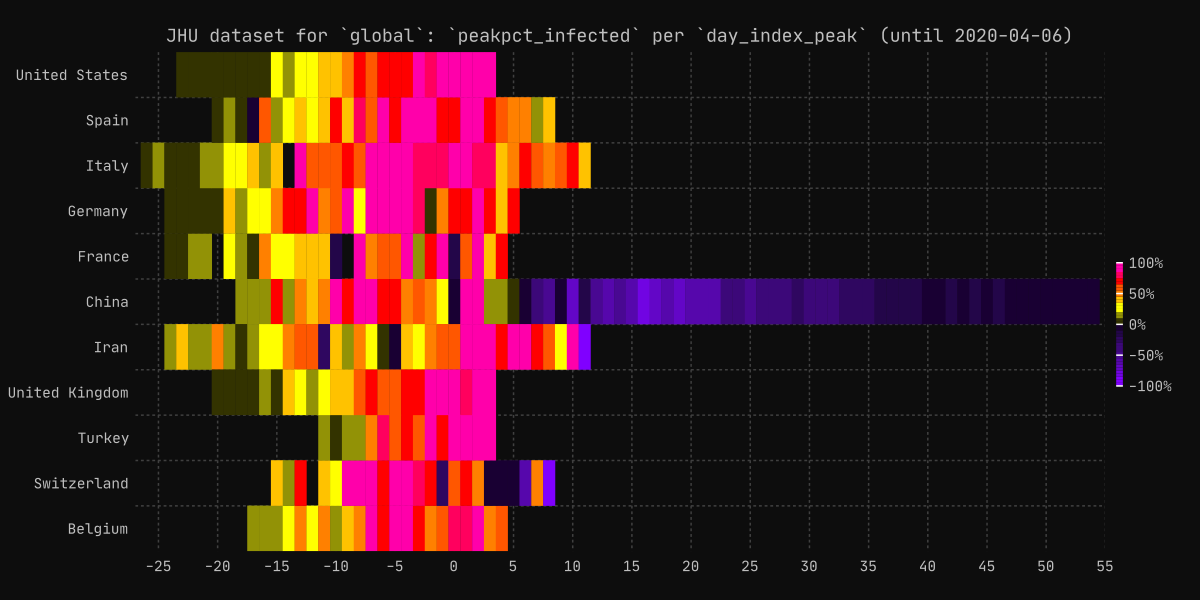 JHU dataset for `global`: `peakpct_infected` per `day_index_peak` (until 2020-04-06)
United States
Spain
Italy
Germany
France
China
Iran
United Kingdom
Turkey
Switzerland
Belgium
100%
50%
0%
-50%
-100%
-25 -20 -15 -10 -5 0 5 10 15 20 25 30 35 40 45 50 55